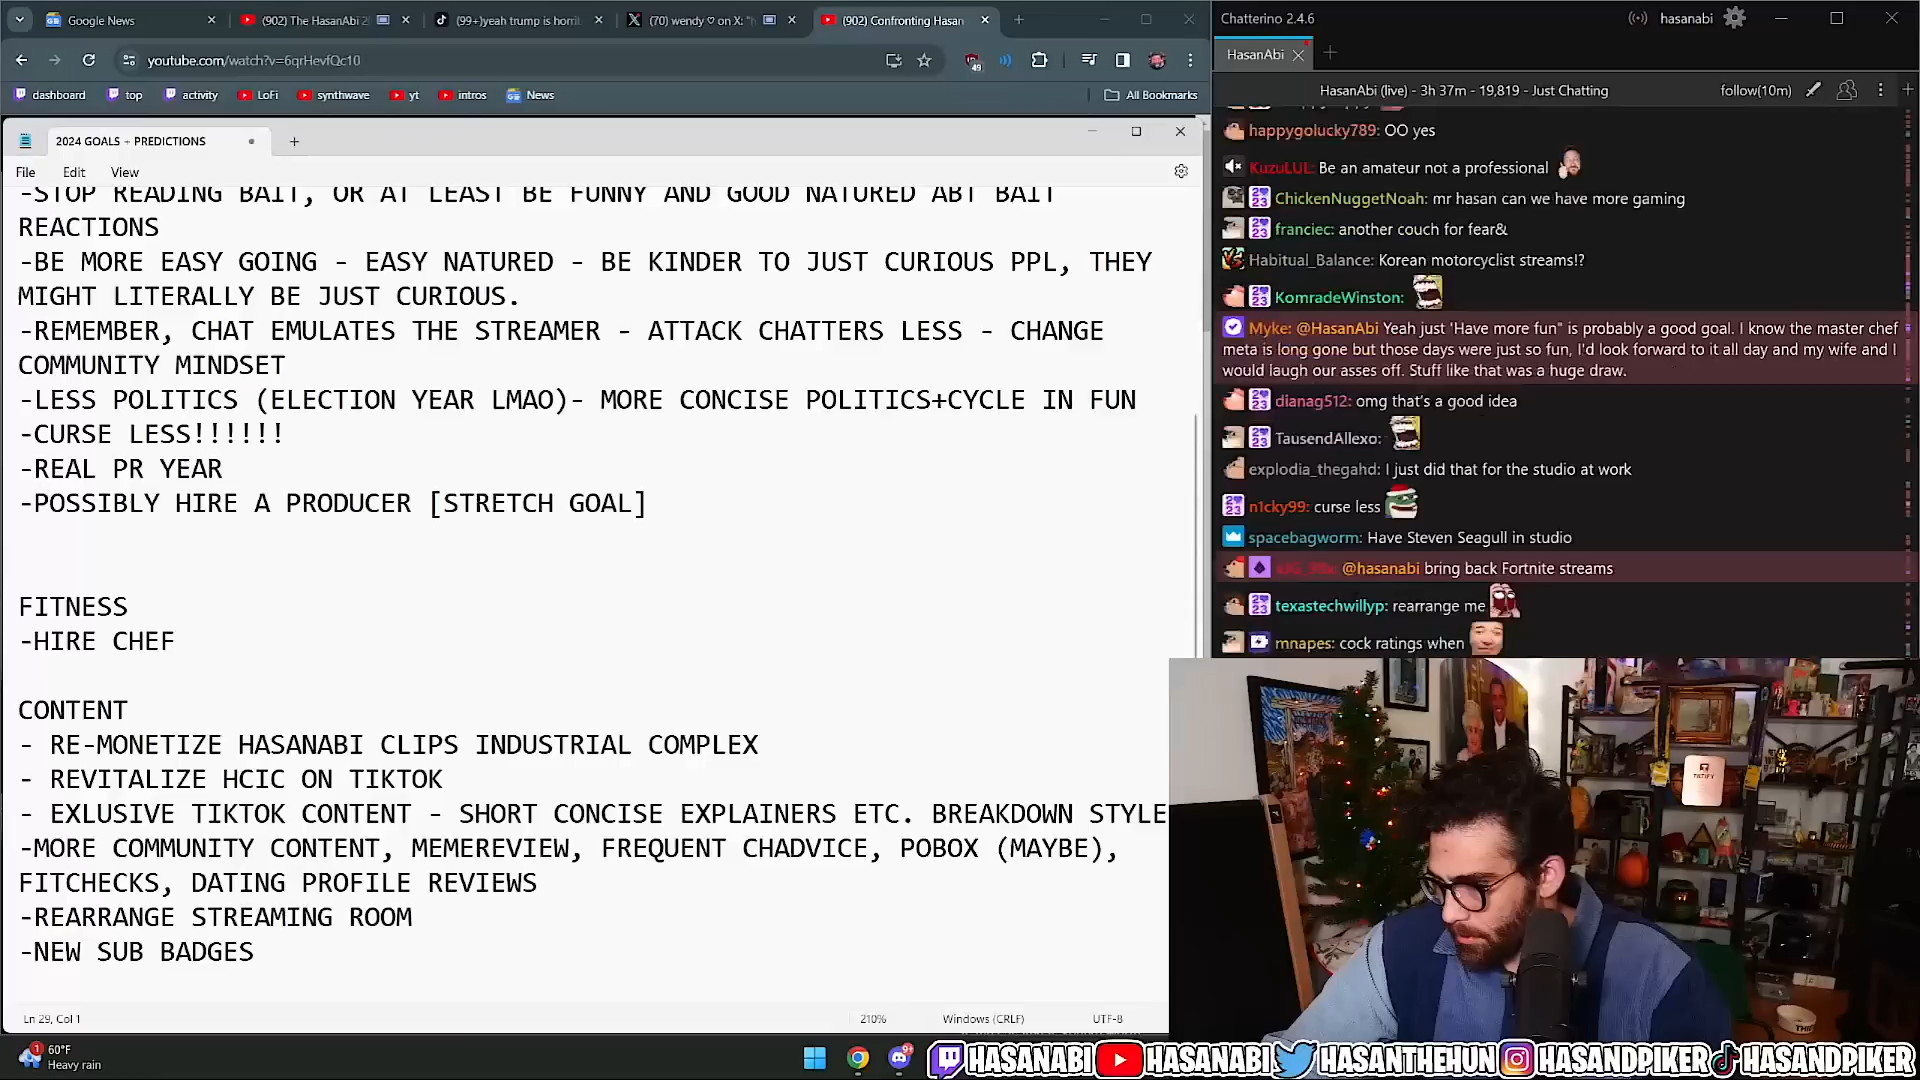 Google News
(902) The HasanAbi 2
(99+)yeah trump is horril
(70) wendy ♡ on X: "
(902) Confronting Hasan
youtube.com/watch?v=6qrHevfQc10
49
dashboard
top
activity
LoFi
synthwave
yt
intros
News
All Bookmarks
2024 GOALS + PREDICTIONS
File Edit View
-STOP READING BAIT, OR AT LEAST BE FUNNY AND GOOD NATURED ABT BAIT
REACTIONS
-BE MORE EASY GOING - EASY NATURED - BE KINDER TO JUST CURIOUS PPL, THEY
MIGHT LITERALLY BE JUST CURIOUS.
-REMEMBER, CHAT EMULATES THE STREAMER - ATTACK CHATTERS LESS - CHANGE
COMMUNITY MINDSET
-LESS POLITICS (ELECTION YEAR LMAO)- MORE CONCISE POLITICS+CYCLE IN FUN
-CURSE LESS!!!!!!
-REAL PR YEAR
-POSSIBLY HIRE A PRODUCER [STRETCH GOAL]
FITNESS
-HIRE CHEF
CONTENT
- RE-MONETIZE HASANABI CLIPS INDUSTRIAL COMPLEX
- REVITALIZE HCIC ON TIKTOK
- EXLUSIVE TIKTOK CONTENT - SHORT CONCISE EXPLAINERS ETC. BREAKDOWN STYLE
-MORE COMMUNITY CONTENT, MEMEREVIEW, FREQUENT CHADVICE, POBOX (MAYBE),
FITCHECKS, DATING PROFILE REVIEWS
-REARRANGE STREAMING ROOM
-NEW SUB BADGES
Ln 29, Col 1
210%
Windows (CRLF)
UTF-8
Chatterino 2.4.6
hasanabi
HasanAbi
HasanAbi (live) - 3h 37m - 19,819 - Just Chatting
follow(10m)
happygolucky789: OO yes
KuzuLUL: Be an amateur not a professional
ChickenNuggetNoah: mr hasan can we have more gaming
franciec: another couch for fear&
Habitual_Balance: Korean motorcyclist streams!?
KomradeWinston:
Myke: @HasanAbi Yeah just 'Have more fun" is probably a good goal. I know the master chef
meta is long gone but those days were just so fun, I'd look forward to it all day and my wife and I
would laugh our asses off. Stuff like that was a huge draw.
dianag512: omg that's a good idea
TausendAllexo:
explodia_thegahd: I just did that for the studio at work
n1cky99: curse less
spacebagworm: Have Steven Seagull in studio
@hasanabi bring back Fortnite streams
texastechwillyp: rearrange me
mnapes: cock ratings when
1
60°F
Heavy rain
HASANABI HASANABI HASANTHEHUN HASANDPIKER HASANDPIKER